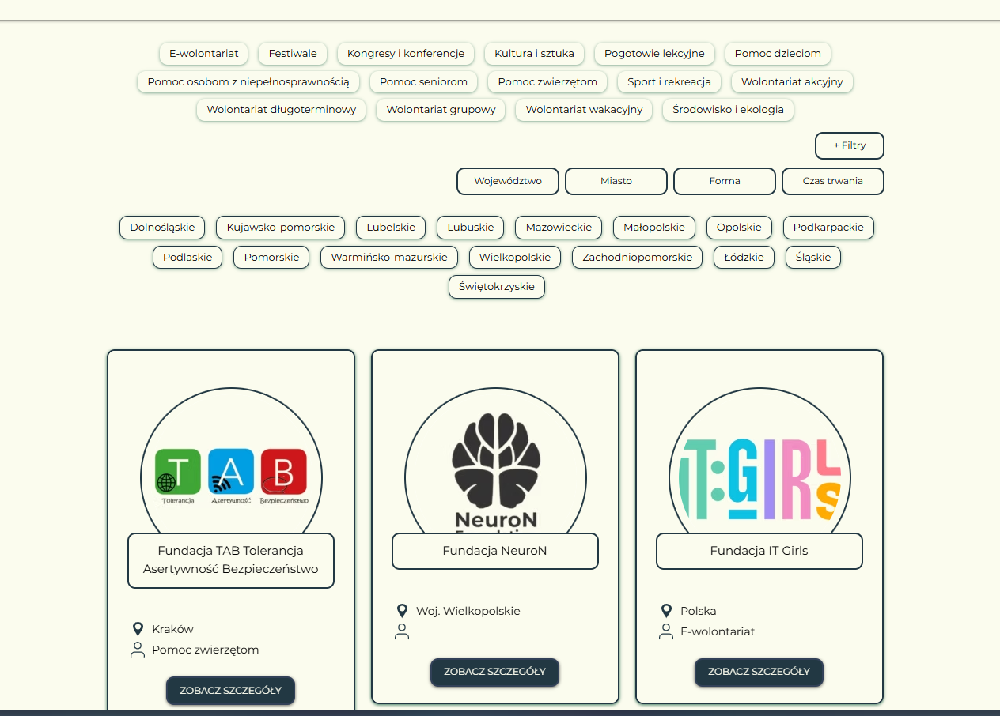 E-wolontariat Festiwale Kongresy i konferencje Kultura i sztuka Pogotowie lekcyjne Pomoc dzieciom
Pomoc osobom z niepełnosprawnością Pomoc seniorom Pomoc zwierzętom Sport i rekreacja Wolontariat akcyjny
Wolontariat długoterminowy Wolontariat grupowy Wolontariat wakacyjny Środowisko i ekologia
+ Filtry
Województwo Miasto Forma Czas trwania
Dolnośląskie Kujawsko-pomorskie Lubelskie Lubuskie Mazowieckie Małopolskie Opolskie Podkarpackie
Podlaskie Pomorskie Warmińsko-mazurskie Wielkopolskie Zachodniopomorskie Łódzkie Śląskie
Świętokrzyskie
T A B
Tolerancja Asertywność Bezpieczeństwo
Fundacja TAB Tolerancja
Asertywność Bezpieczeństwo
Kraków
Pomoc zwierzętom
ZOBACZ SZCZEGÓŁY
NeuroN
Fundacja NeuroN
Woj. Wielkopolskie
ZOBACZ SZCZEGÓŁY
IT:GIRLS
Fundacja IT Girls
Polska
E-wolontariat
ZOBACZ SZCZEGÓŁY